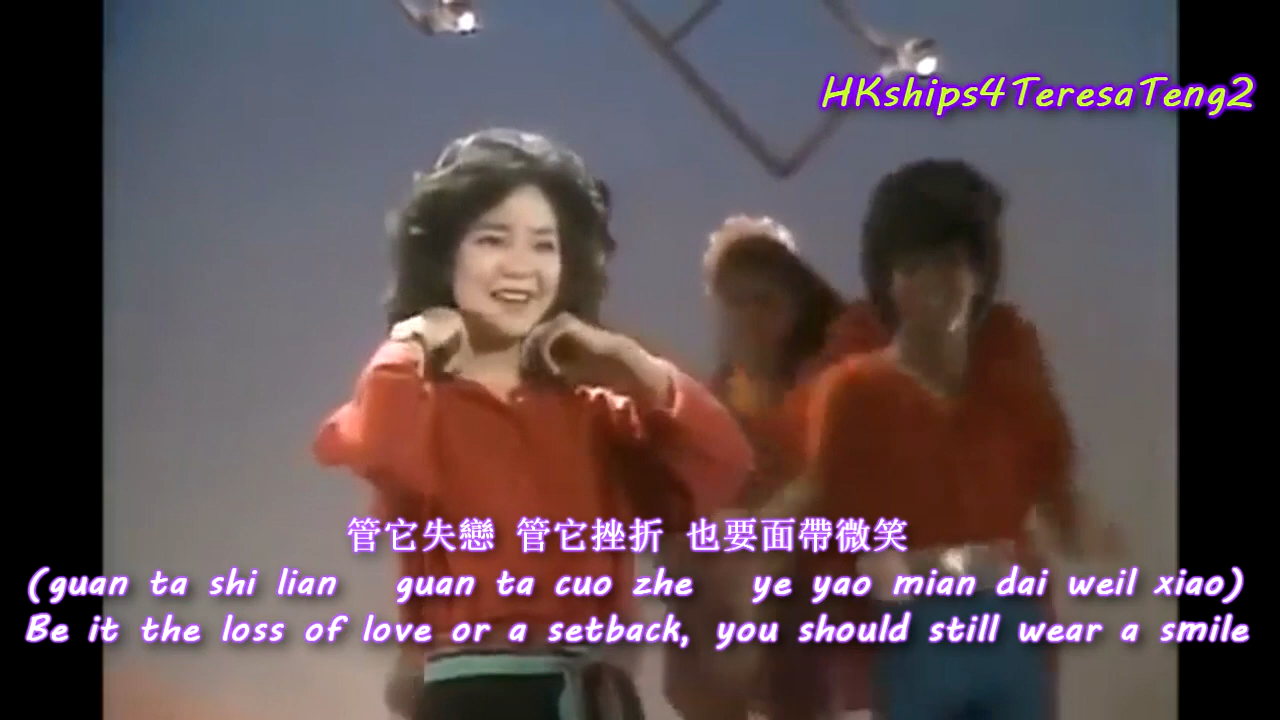 HKships4TeresaTeng2
管它失戀 管它挫折 也要面帶微笑
(guan ta shi lian guan ta cuo zhe ye yao mian dai weil xiao)
Be it the loss of love or a setback, you should still wear a smile